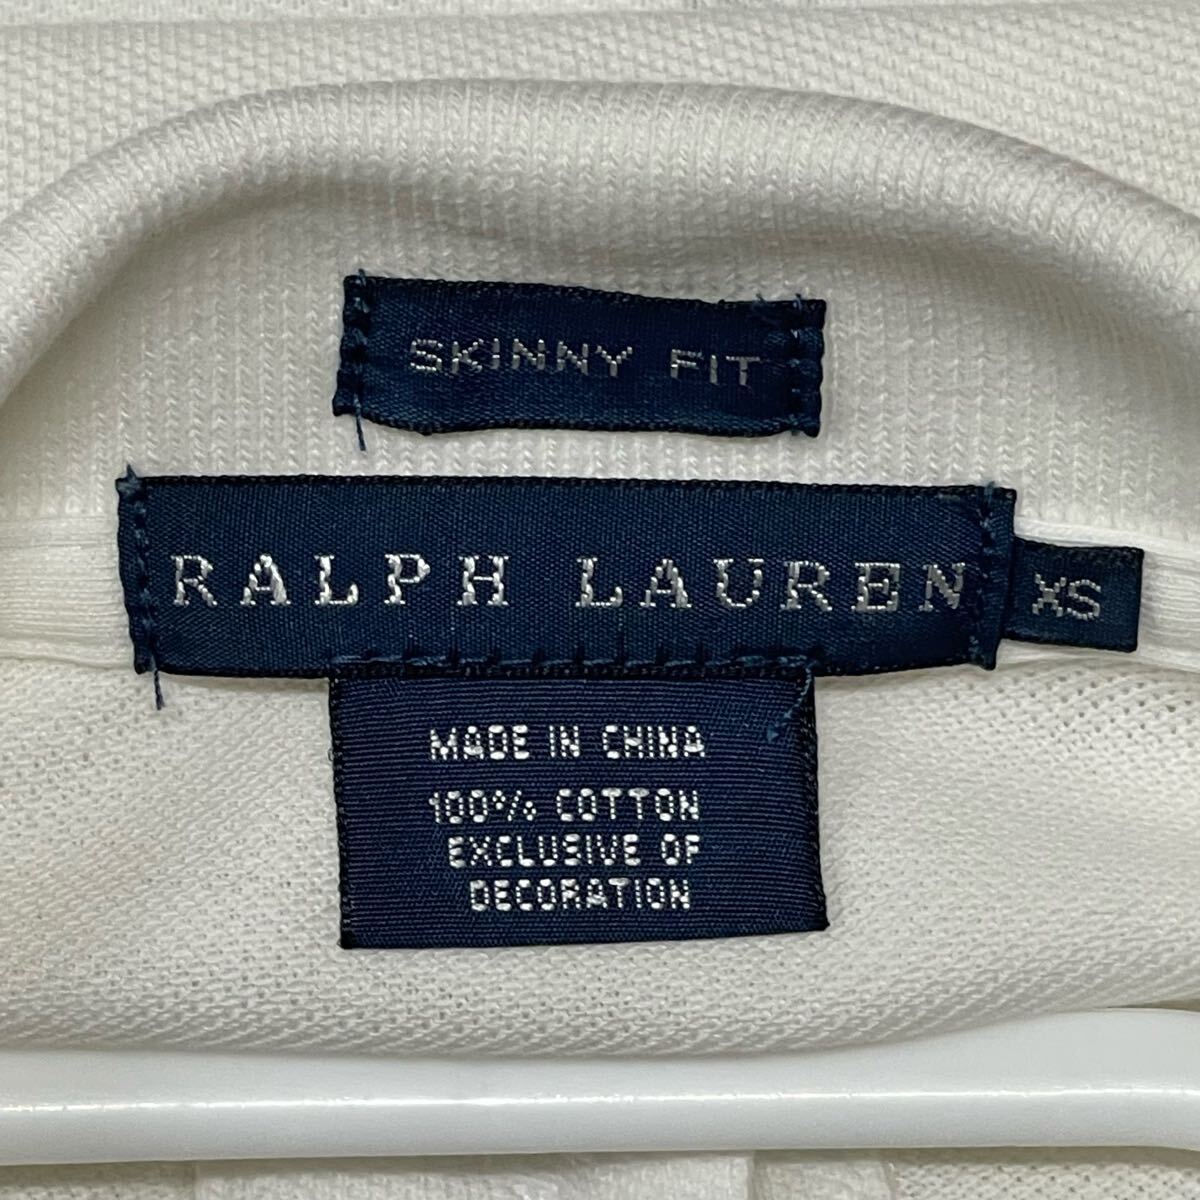 SKINNY FIT
RALPH LAUREN
XS
MADE IN CHINA
100% COTTON
EXCLUSIVE OF
DECORATION